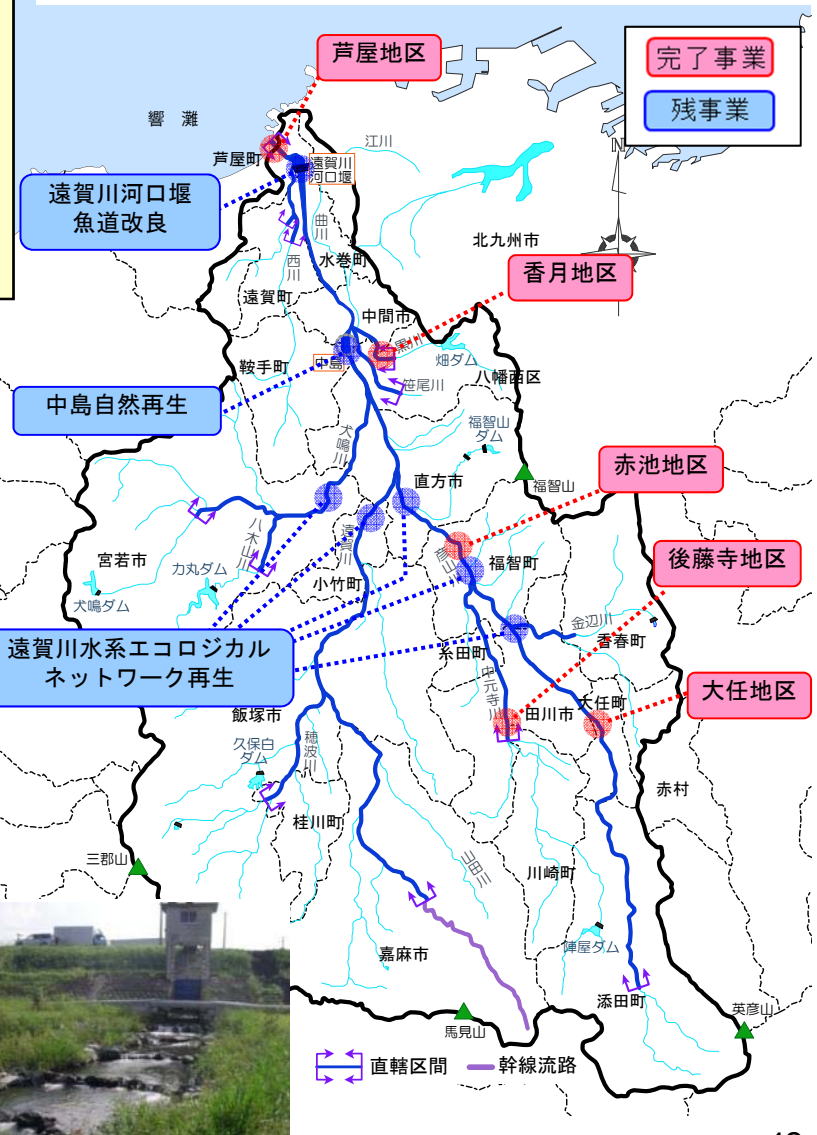 芦屋地区
完了事業
残事業
響 灘
江川
芦屋町
遠賀川
河口堰
N
遠賀川河口堰
魚道改良
曲川
北九州市
西川
水巻町
香月地区
遠賀町
中間市
黒川
畑ダム
鞍手町
中島
八幡西区
笹尾川
中島自然再生
犬鳴川
福智山
ダム
赤池地区
直方市
福智山
宮若市
八木山川
遠賀川
彦山川
福智町
後藤寺地区
力丸ダム
小竹町
犬鳴ダム
金辺川
香春町
遠賀川水系エコロジカル
ネットワーク再生
糸田町
中元寺川
大任地区
大任町
田川市
飯塚市
久保白
ダム
穂波川
赤村
桂川町
三郡山
山田川
川崎町
嘉麻市
陣屋ダム
添田町
英彦山
馬見山
直轄区間
幹線流路